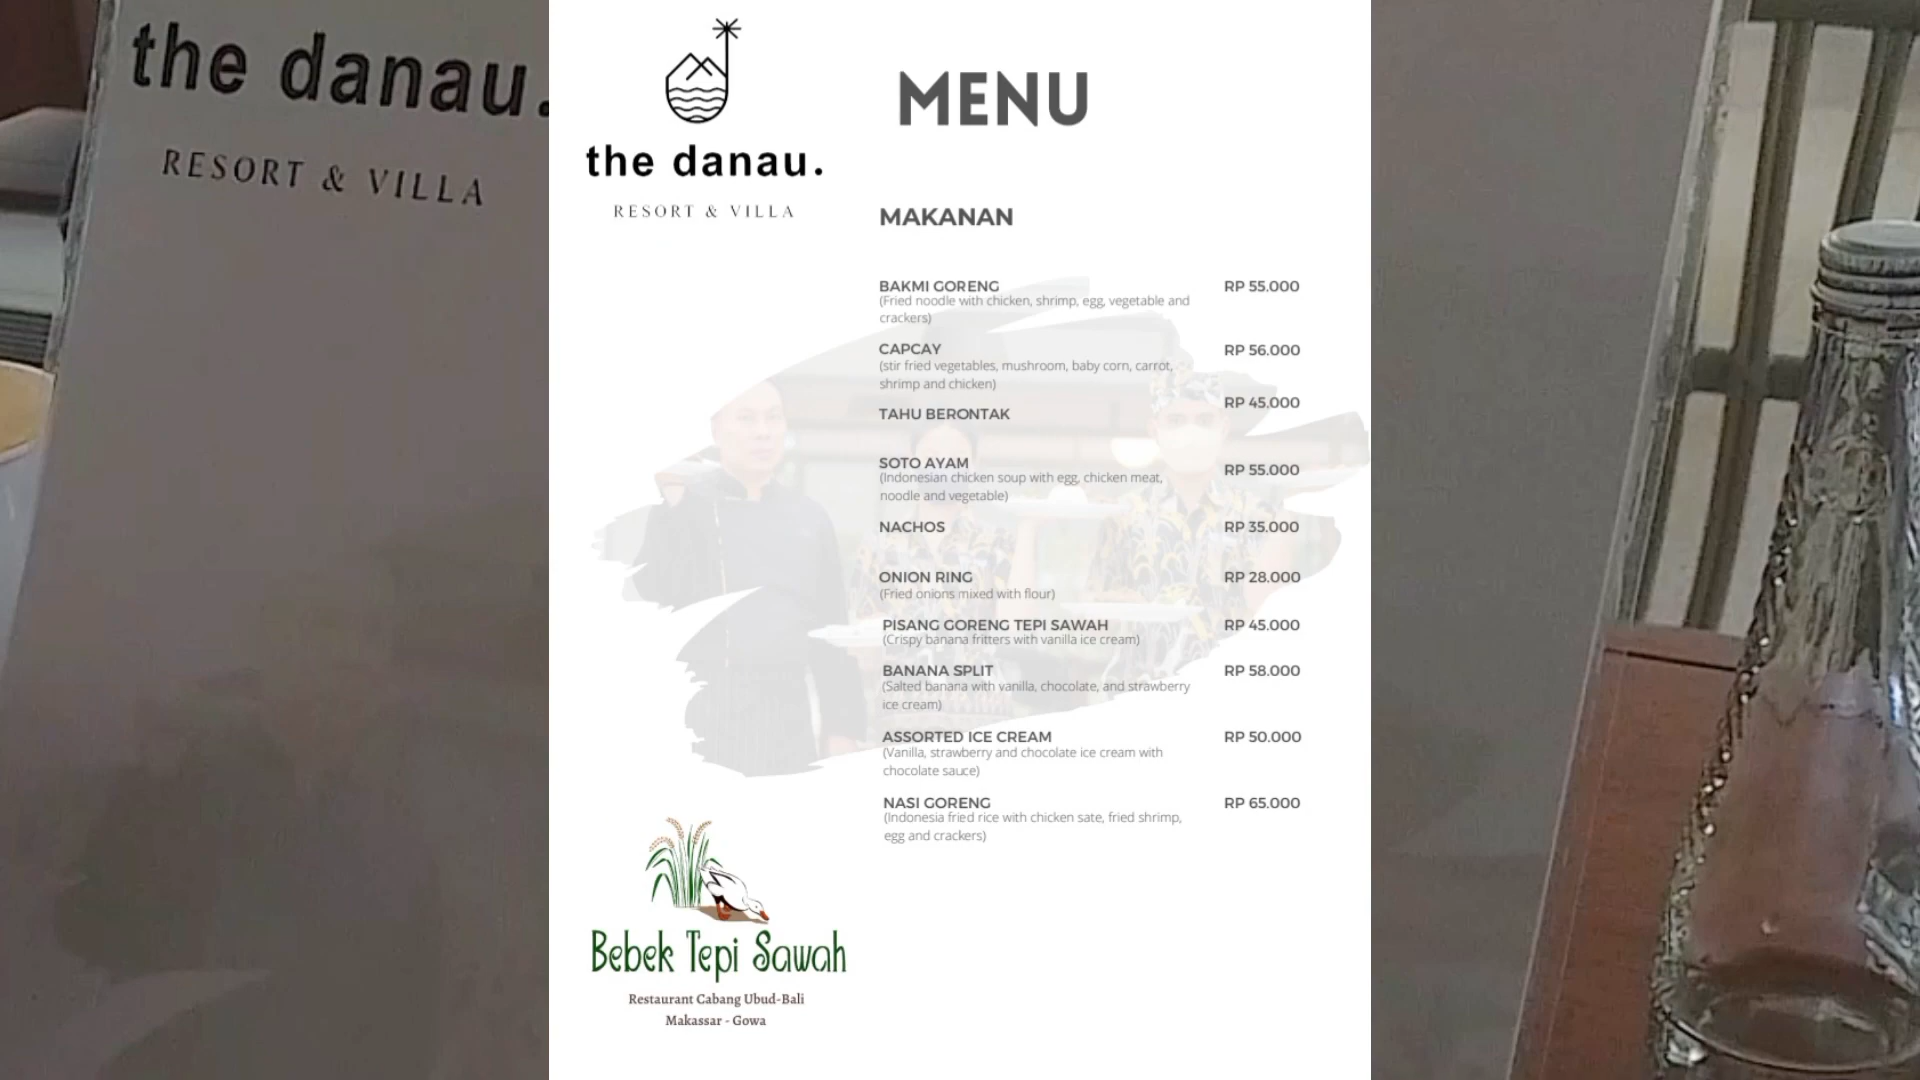 the danau.
RESORT & VILLA
the danau.
RESORT & VILLA
MENU
MAKANAN
BAKMI GORENG RP 55.000
(Fried noodle with chicken, shrimp, egg, vegetable and
crackers)
CAPCAY RP 56.000
(stir fried vegetables, mushroom, baby corn, carrot,
shrimp and chicken)
TAHU BERONTAK RP 45.000
SOTO AYAM RP 55.000
(Indonesian chicken soup with egg, chicken meat,
noodle and vegetable)
NACHOS RP 35.000
ONION RING RP 28.000
(Fried onions mixed with flour)
PISANG GORENG TEPI SAWAH RP 45.000
(Crispy banana fritters with vanilla ice cream)
BANANA SPLIT RP 58.000
(Salted banana with vanilla, chocolate, and strawberry
ice cream)
ASSORTED ICE CREAM RP 50.000
(Vanilla, strawberry and chocolate ice cream with
chocolate sauce)
NASI GORENG RP 65.000
(Indonesia fried rice with chicken sate, fried shrimp,
egg and crackers)
Bebek Tepi Sawah
Restaurant Cabang Ubud-Bali
Makassar - Gowa